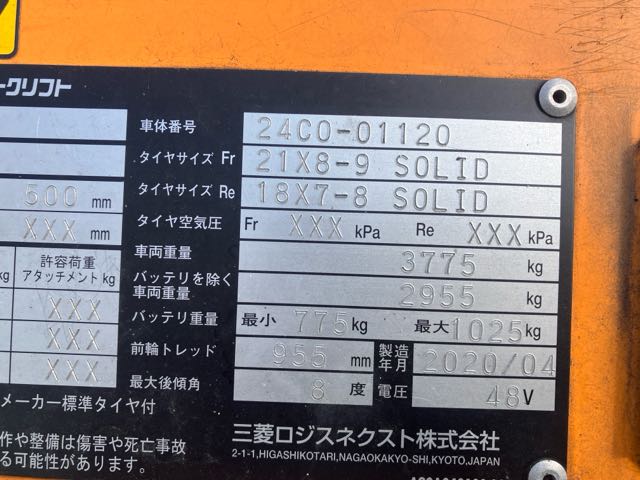 ークリフト
車体番号 24C0-01120
タイヤサイズ Fr 21X8-9 SOLID
500 mm タイヤサイズ Re 18X7-8 SOLID
XXX mm タイヤ空気圧 Fr XXX kPa Re XXX kPa
車両重量 3775 kg
kg 許容荷重 アタッチメント kg バッテリを除く車両重量 2955 kg
XXX バッテリ重量 最小 775 kg 最大 1025 kg
XXX 前輪トレッド 955 mm 製造年月 2020/04
XXX 最大後傾角 8 度 電圧 48 V
メーカー標準タイヤ付
作や整備は傷害や死亡事故 三菱ロジスネクスト株式会社
る可能性があります。 2-1-1,HIGASHIKOTARI,NAGAOKAKYO-SHI,KYOTO,JAPAN